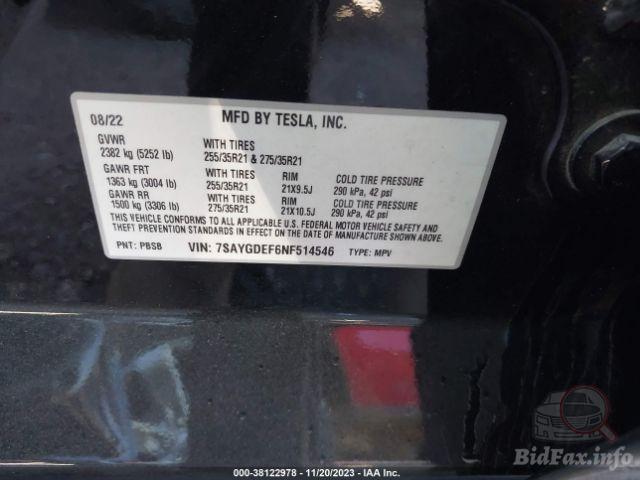 08/22 MFD BY TESLA, INC.
GVWR WITH TIRES
2382 kg (5252 lb) 255/35R21 & 275/35R21
GAWR FRT WITH TIRES RIM COLD TIRE PRESSURE
1363 kg (3004 lb) 255/35R21 21X9.5J 290 kPa, 42 psi
GAWR RR WITH TIRES RIM COLD TIRE PRESSURE
1500 kg (3306 lb) 275/35R21 21X10.5J 290 kPa, 42 psi
THIS VEHICLE CONFORMS TO ALL APPLICABLE U.S. FEDERAL MOTOR VEHICLE SAFETY AND
THEFT PREVENTION STANDARDS IN EFFECT ON THE DATE OF MANUFACTURE SHOWN ABOVE.
PNT: PBSB VIN: 7SAYGDEF6NF514546 TYPE: MPV
BidFax.info
000-38122978 - 11/20/2023 - IAA Inc.